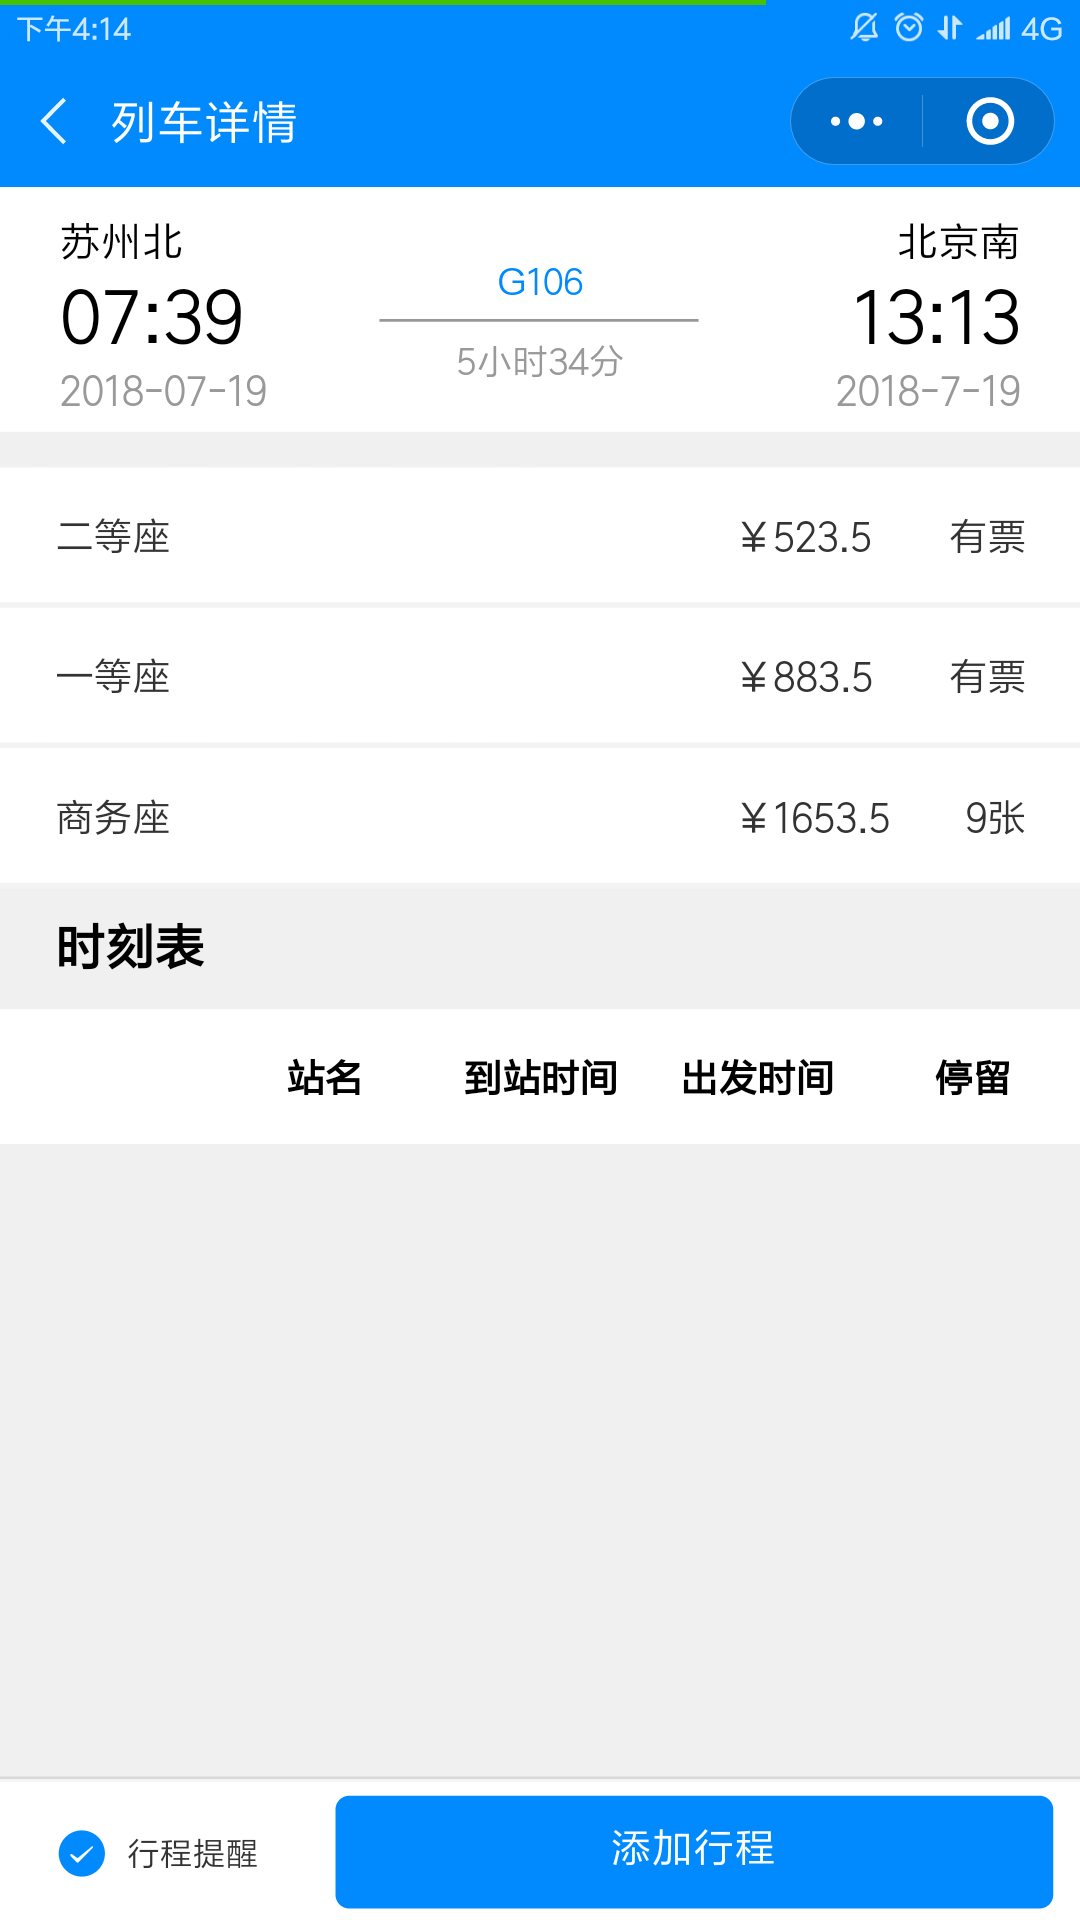 下午4:14 4G
列车详情
苏州北 北京南
07:39 G106 13:13
2018-07-19 5小时34分 2018-7-19
二等座 ￥523.5 有票
一等座 ￥883.5 有票
商务座 ￥1653.5 9张
时刻表
站名 到站时间 出发时间 停留
行程提醒 添加行程